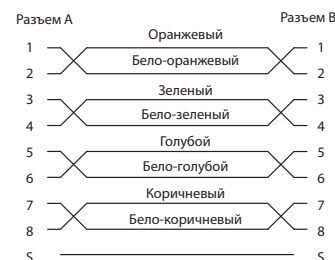 Разъем А Разъем В
Оранжевый
1 1
Бело-оранжевый
2 2
Зеленый
3 3
Бело-зеленый
4 4
Голубой
5 5
Бело-голубой
6 6
Коричневый
7 7
Бело-коричневый
8 8
S S